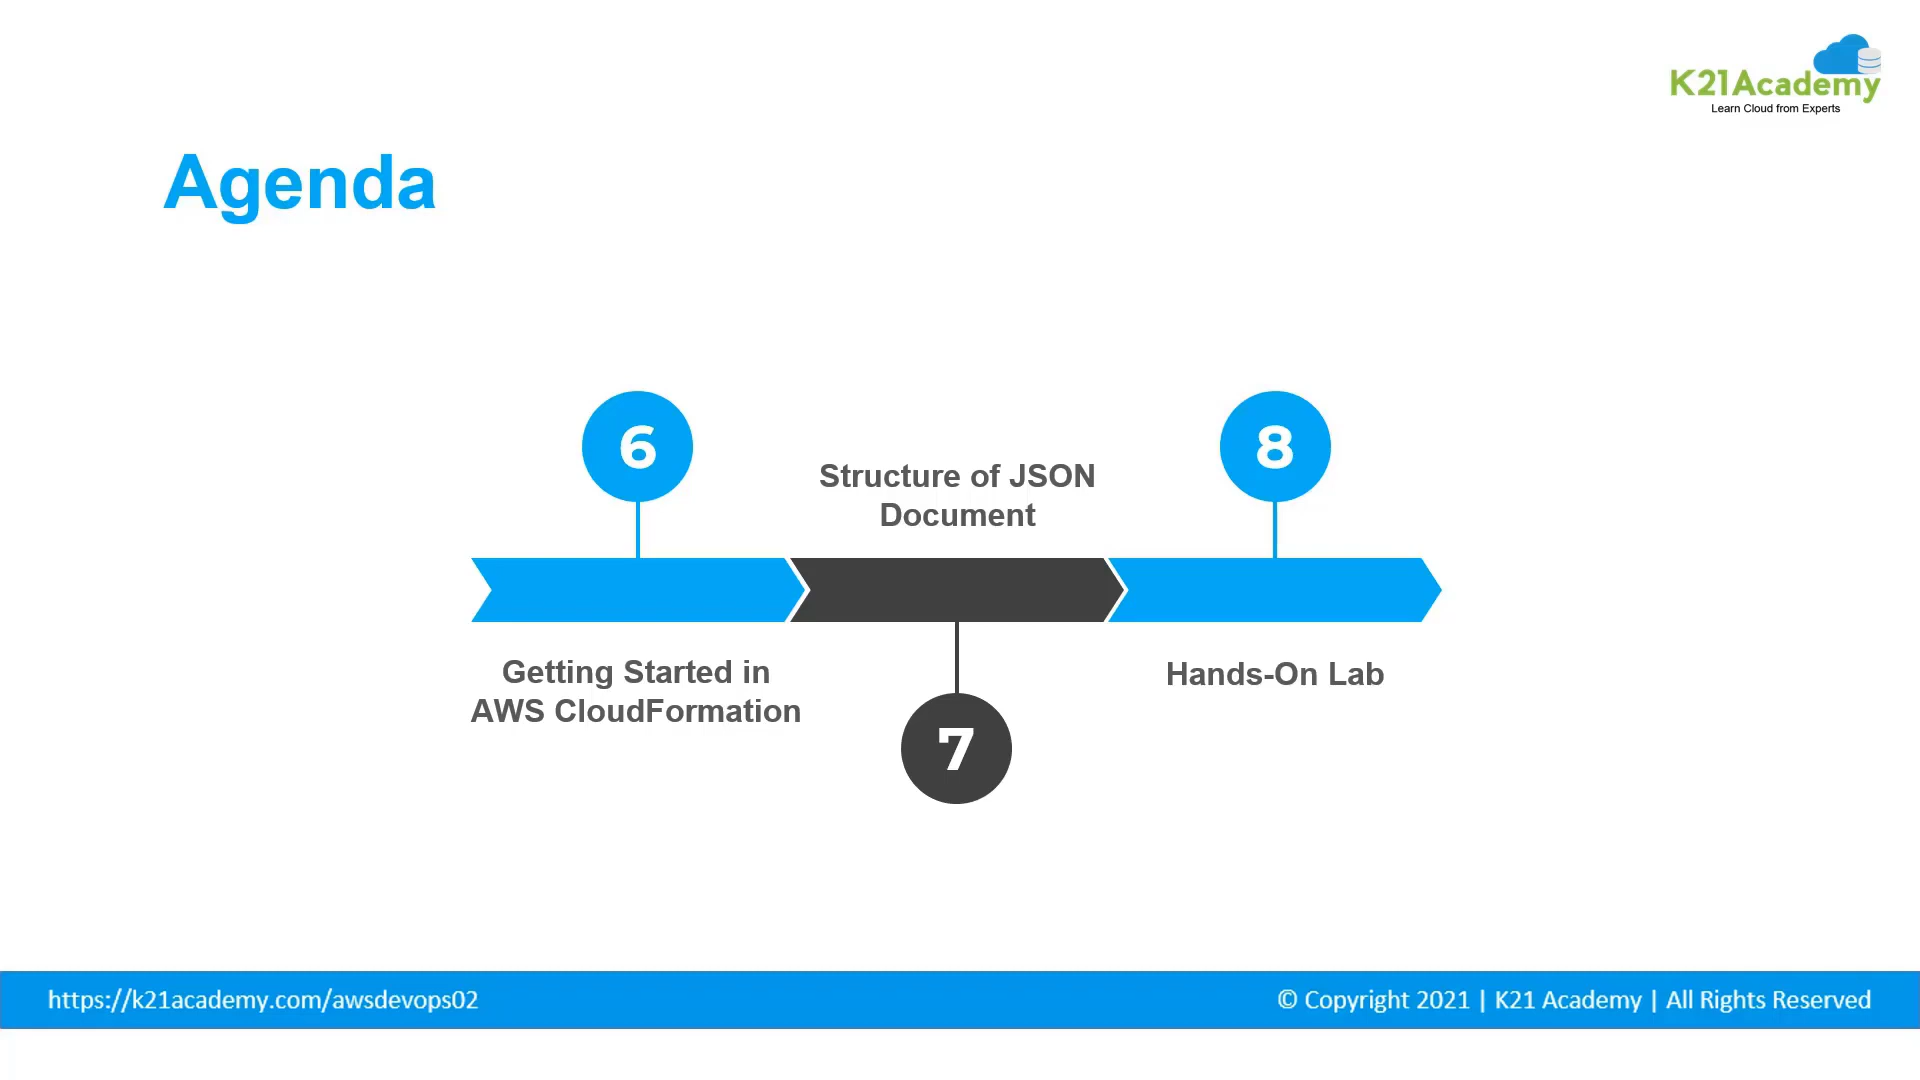 K21Academy
Learn Cloud from Experts
Agenda
6
Getting Started in
AWS CloudFormation
Structure of JSON
Document
7
8
Hands-On Lab
https://k21academy.com/awsdevops02
© Copyright 2021 | K21 Academy | All Rights Reserved